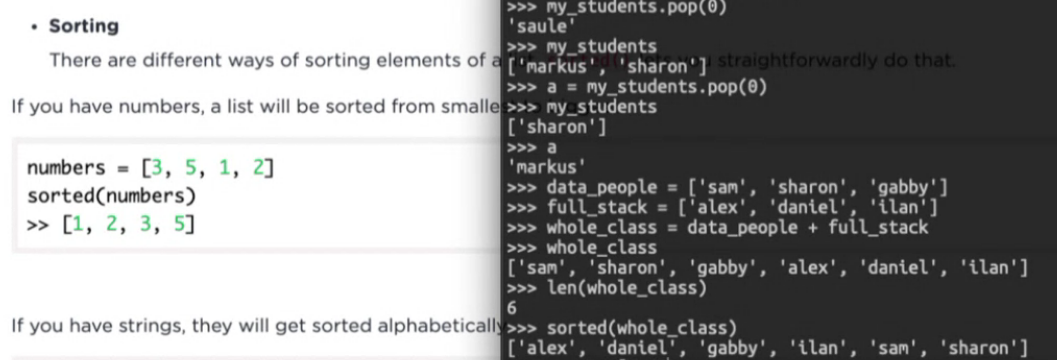 • Sorting
There are different ways of sorting elements of a straightforwardly do that.
If you have numbers, a list will be sorted from smalles
numbers = [3, 5, 1, 2]
sorted(numbers)
>> [1, 2, 3, 5]
If you have strings, they will get sorted alphabetically
>>> my_students.pop(0)
'saule'
>>> my_students
['markus', 'sharon']
>>> a = my_students.pop(0)
>>> my_students
['sharon']
>>> a
'markus'
>>> data_people = ['sam', 'sharon', 'gabby']
>>> full_stack = ['alex', 'daniel', 'ilan']
>>> whole_class = data_people + full_stack
>>> whole_class
['sam', 'sharon', 'gabby', 'alex', 'daniel', 'ilan']
>>> len(whole_class)
6
>>> sorted(whole_class)
['alex', 'daniel', 'gabby', 'ilan', 'sam', 'sharon']